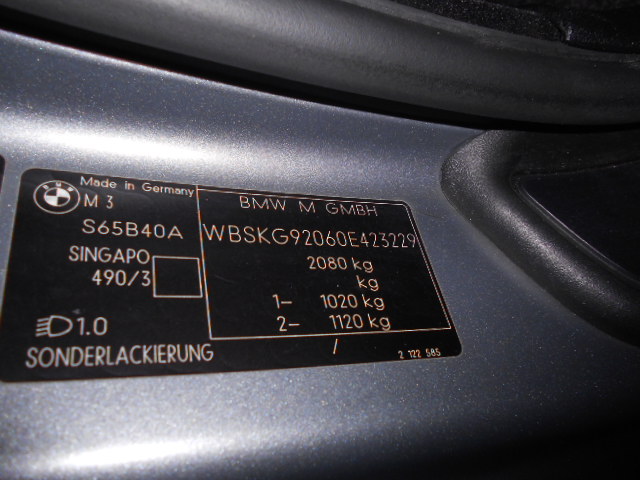 Made in Germany
M 3
S65B40A
SINGAPO
490/3
1.0
SONDERLACKIERUNG
BMW M GMBH
WBSKG92060E423229
2080 kg
kg
1- 1020 kg
2- 1120 kg
/
2 122 585